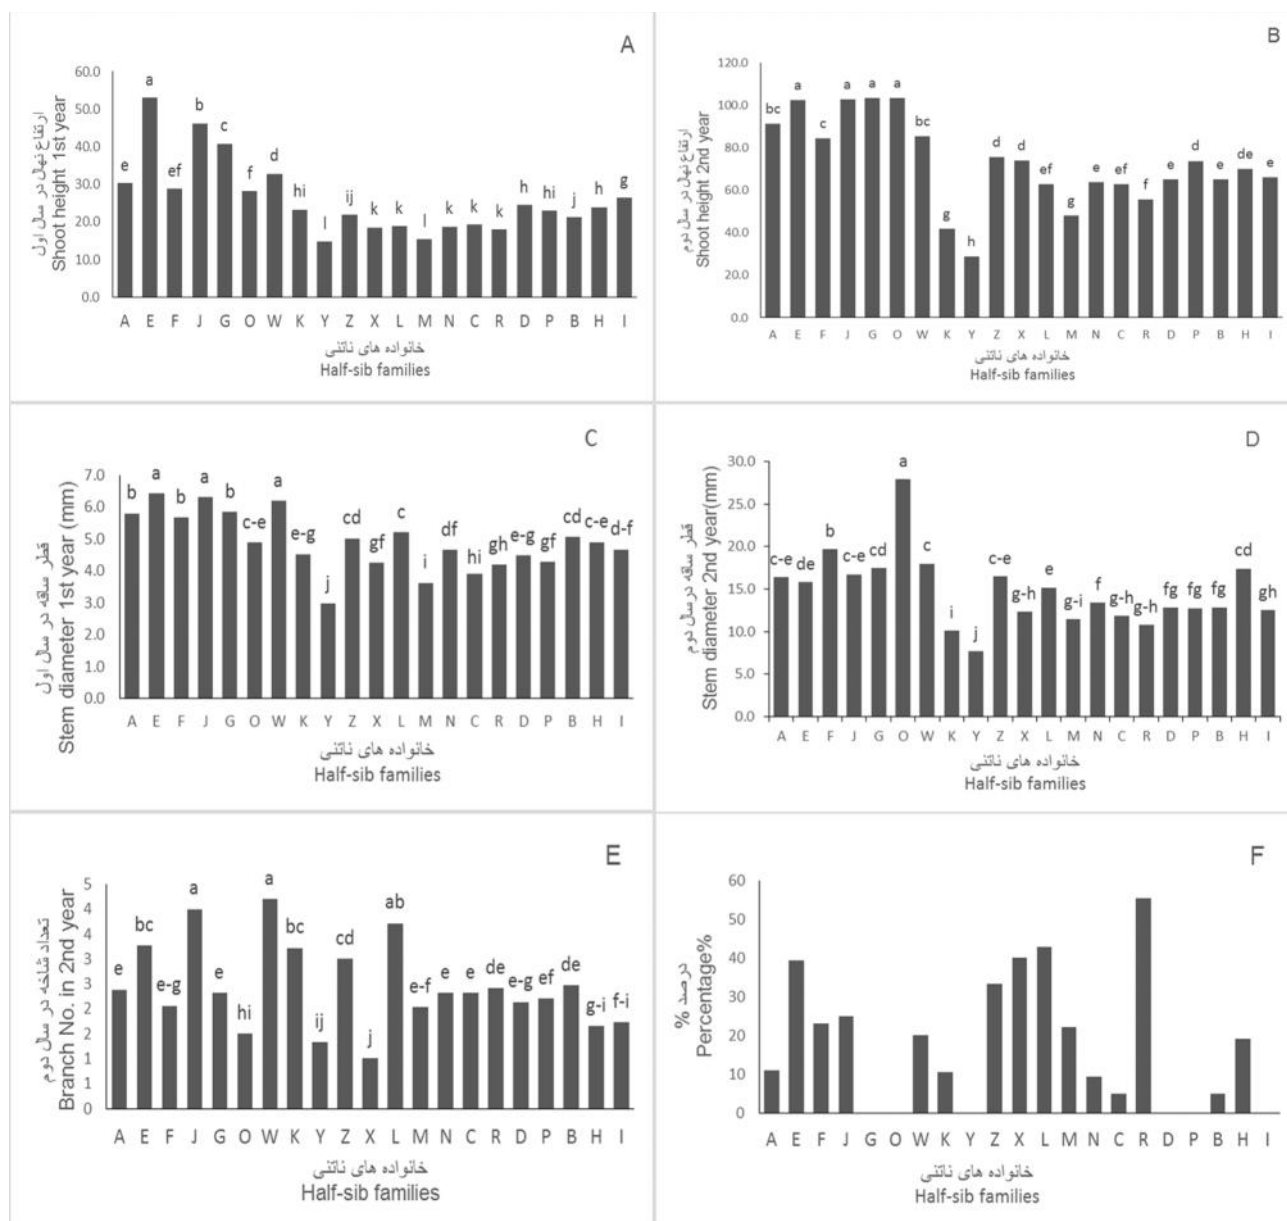 A
ارتفاع نهال در سال اول
Shoot height 1st year
60.0
50.0
40.0
30.0
20.0
10.0
0.0
e a ef b c f d hi l ij k k l k k k h hi j h g
A E F J G O W K Y Z X L M N C R D P B H I
خانواده های ناتنی
Half-sib families
B
ارتفاع نهال در سال دوم
Shoot height 2nd year
120.0
100.0
80.0
60.0
40.0
20.0
0.0
bc a c a a a bc g h d d ef g e ef f e d e de e
A E F J G O W K Y Z X L M N C R D P B H I
خانواده های ناتنی
Half-sib families
C
قطر ساقه در سال اول
Stem diameter 1st year (mm)
7.0
6.0
5.0
4.0
3.0
2.0
1.0
0.0
b a b a b c-e a e-g j cd gf c i df hi gh e-g gf cd c-e d-f
A E F J G O W K Y Z X L M N C R D P B H I
خانواده های ناتنی
Half-sib families
D
قطر ساقه در سال دوم
Stem diameter 2nd year(mm)
30.0
25.0
20.0
15.0
10.0
5.0
0.0
c-e de b c-e cd a c i j c-e g-h e g-i f g-h g-h fg fg fg cd gh
A E F J G O W K Y Z X L M N C R D P B H I
خانواده های ناتنی
Half-sib families
E
تعداد شاخه در سال دوم
Branch No. in 2nd year
5
4
4
3
3
2
2
1
1
0
e bc e-g a e hi a bc ij cd j ab e-f e e de e-g ef de g-i f-i
A E F J G O W K Y Z X L M N C R D P B H I
خانواده های ناتنی
Half-sib families
F
درصد %
Percentage%
60
50
40
30
20
10
0
A E F J G O W K Y Z X L M N C R D P B H I
خانواده های ناتنی
Half-sib families